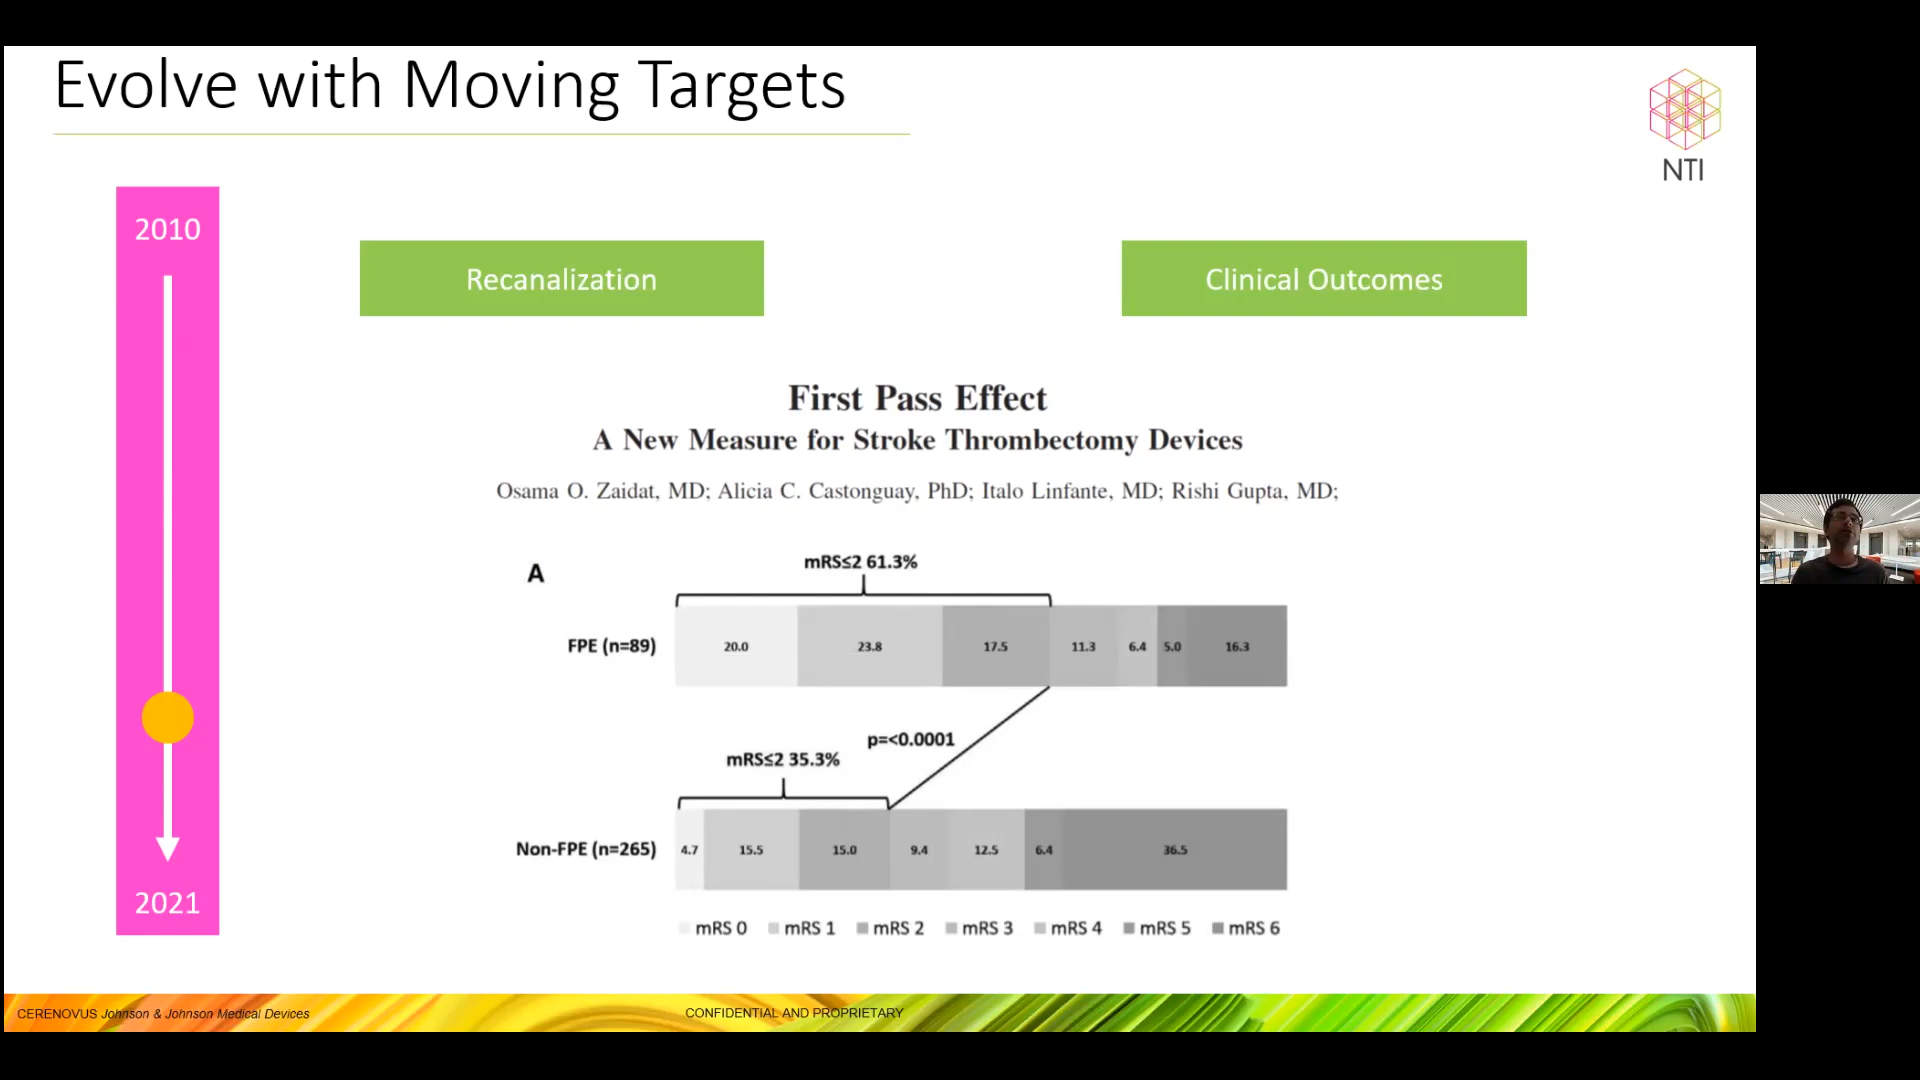 Evolve with Moving Targets
NTI
2010
2021
Recanalization
Clinical Outcomes
First Pass Effect
A New Measure for Stroke Thrombectomy Devices
Osama O. Zaidat, MD; Alicia C. Castonguay, PhD; Italo Linfante, MD; Rishi Gupta, MD;
A
mRS≤2 61.3%
FPE (n=89)
20.0 23.8 17.5 11.3 6.4 5.0 16.3
p=<0.0001
mRS≤2 35.3%
Non-FPE (n=265)
4.7 15.5 15.0 9.4 12.5 6.4 36.5
mRS 0 mRS 1 mRS 2 mRS 3 mRS 4 mRS 5 mRS 6
CERENOVUS Johnson & Johnson Medical Devices
CONFIDENTIAL AND PROPRIETARY